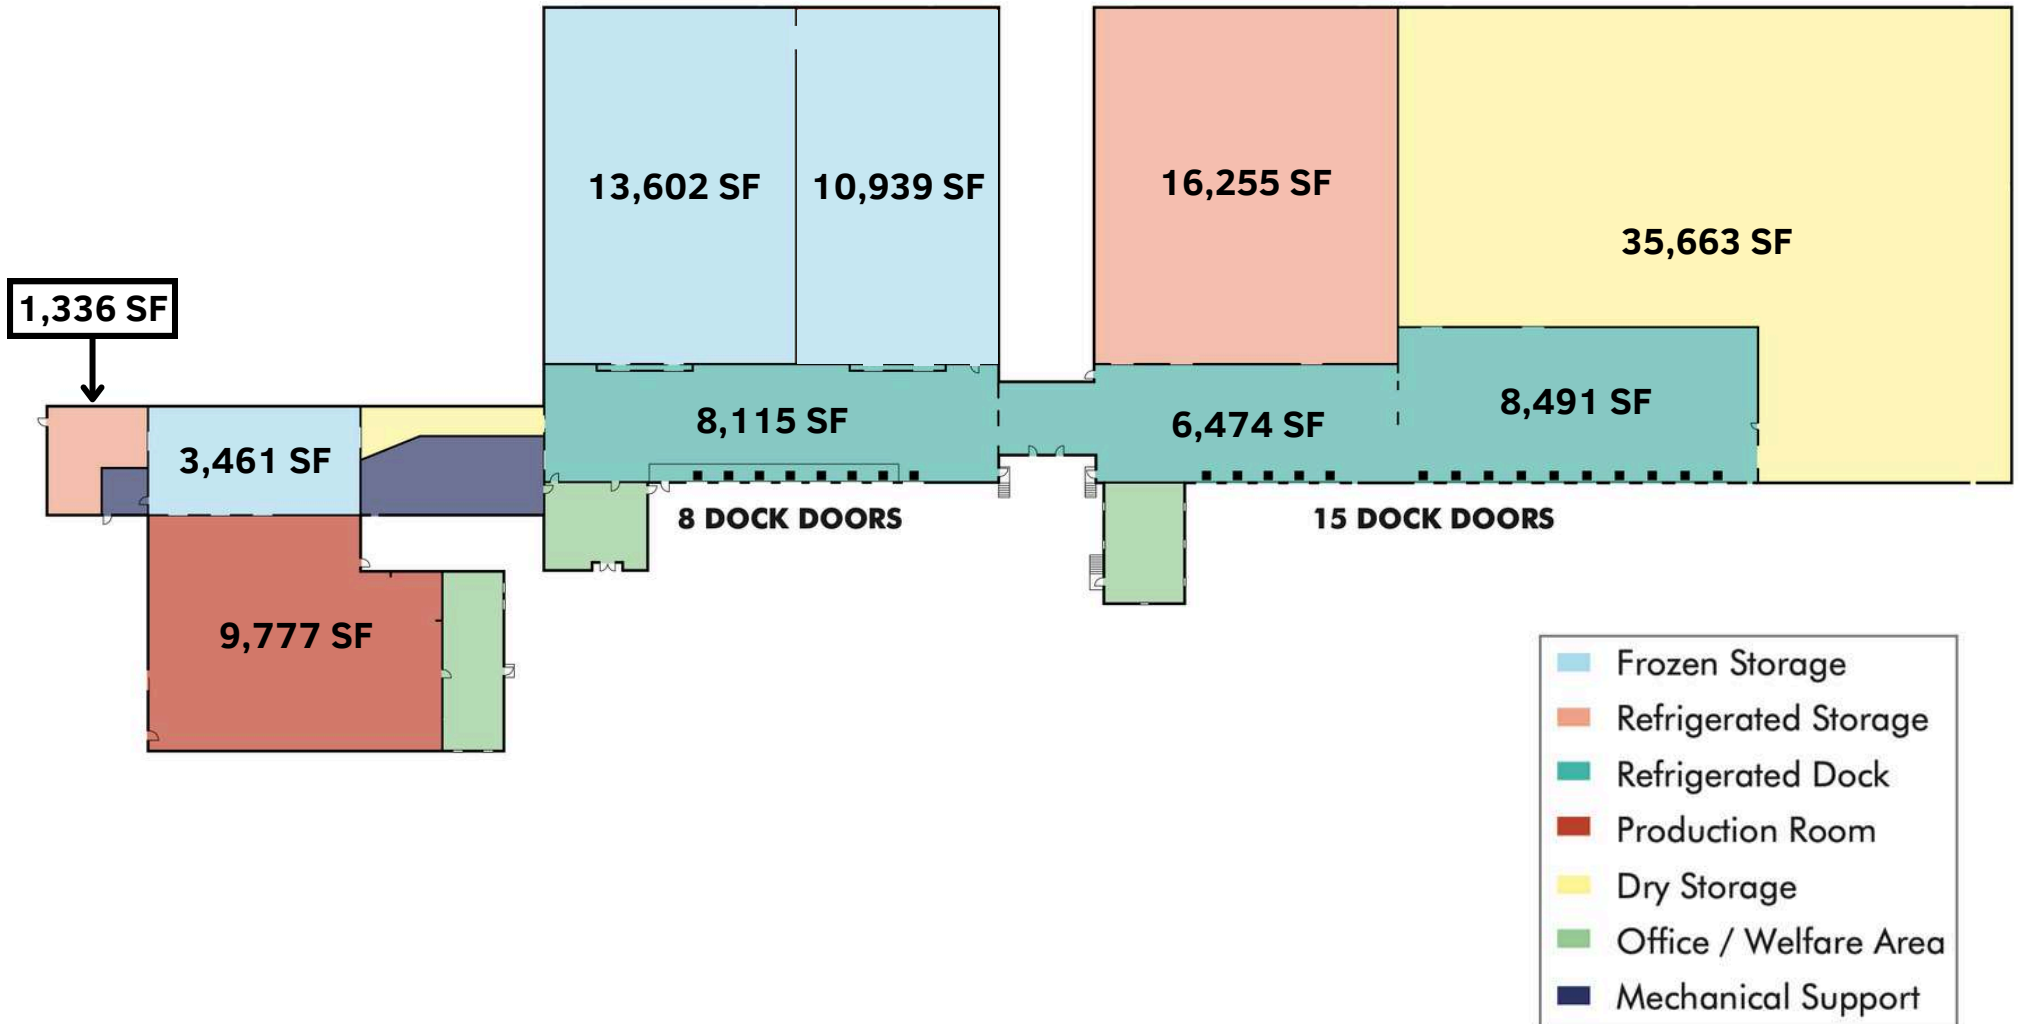 13,602 SF
10,939 SF
16,255 SF
35,663 SF
1,336 SF
3,461 SF
8,115 SF
6,474 SF
8,491 SF
8 DOCK DOORS
15 DOCK DOORS
9,777 SF
Frozen Storage
Refrigerated Storage
Refrigerated Dock
Production Room
Dry Storage
Office / Welfare Area
Mechanical Support